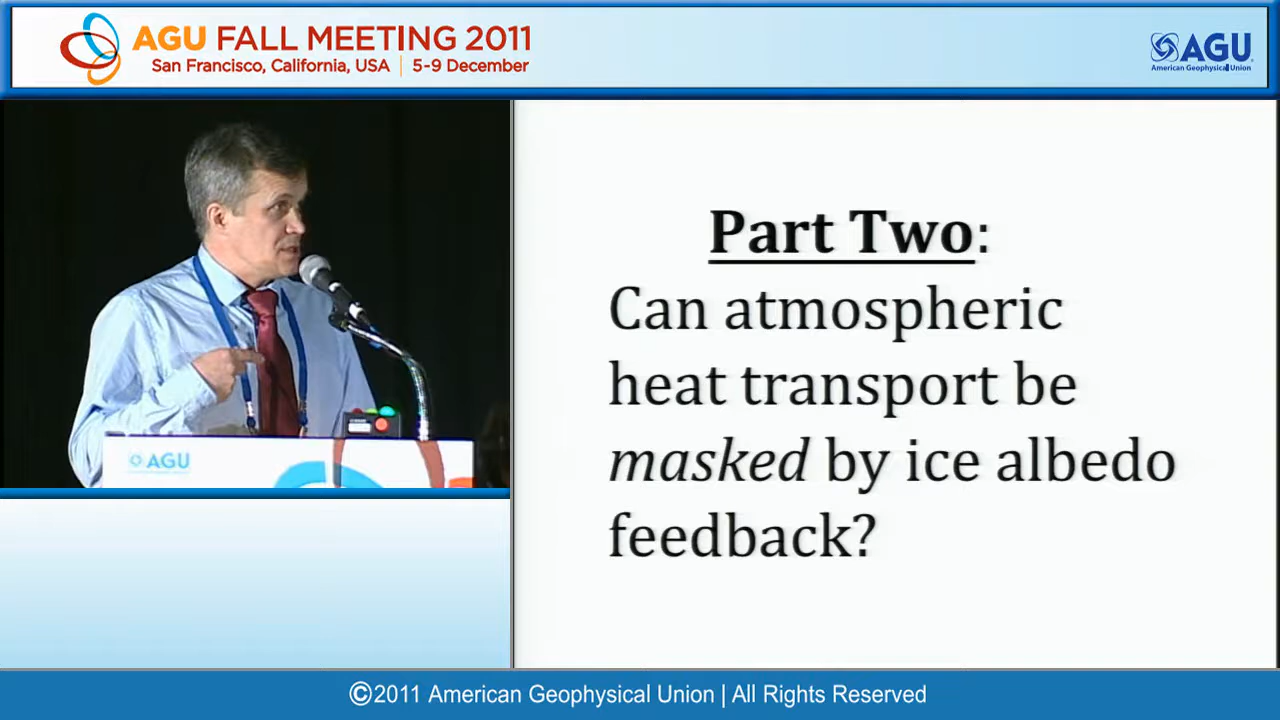 AGU FALL MEETING 2011
San Francisco, California, USA | 5-9 December
AGU
American Geophysical Union
Part Two:
Can atmospheric
heat transport be
masked by ice albedo
feedback?
AGU
©2011 American Geophysical Union | All Rights Reserved